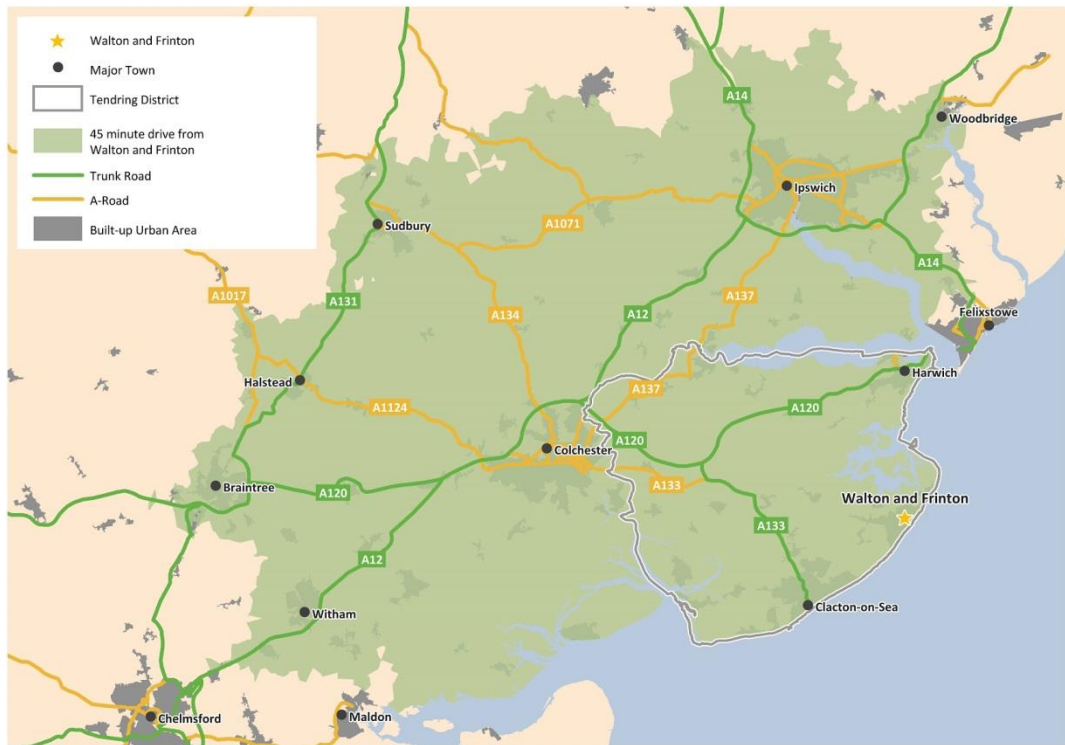 Walton and Frinton
Major Town
Tendring District
45 minute drive from
Walton and Frinton
Trunk Road
A-Road
Built-up Urban Area
A14
Woodbridge
Ipswich
Sudbury
A1071
A14
A1017
A131
A134
A12
A137
Felixstowe
Halstead
A137
Harwich
A1124
A120
A120
Colchester
Braintree
A120
A133
Walton and Frinton
A133
A12
Witham
Clacton-on-Sea
Chelmsford
Maldon